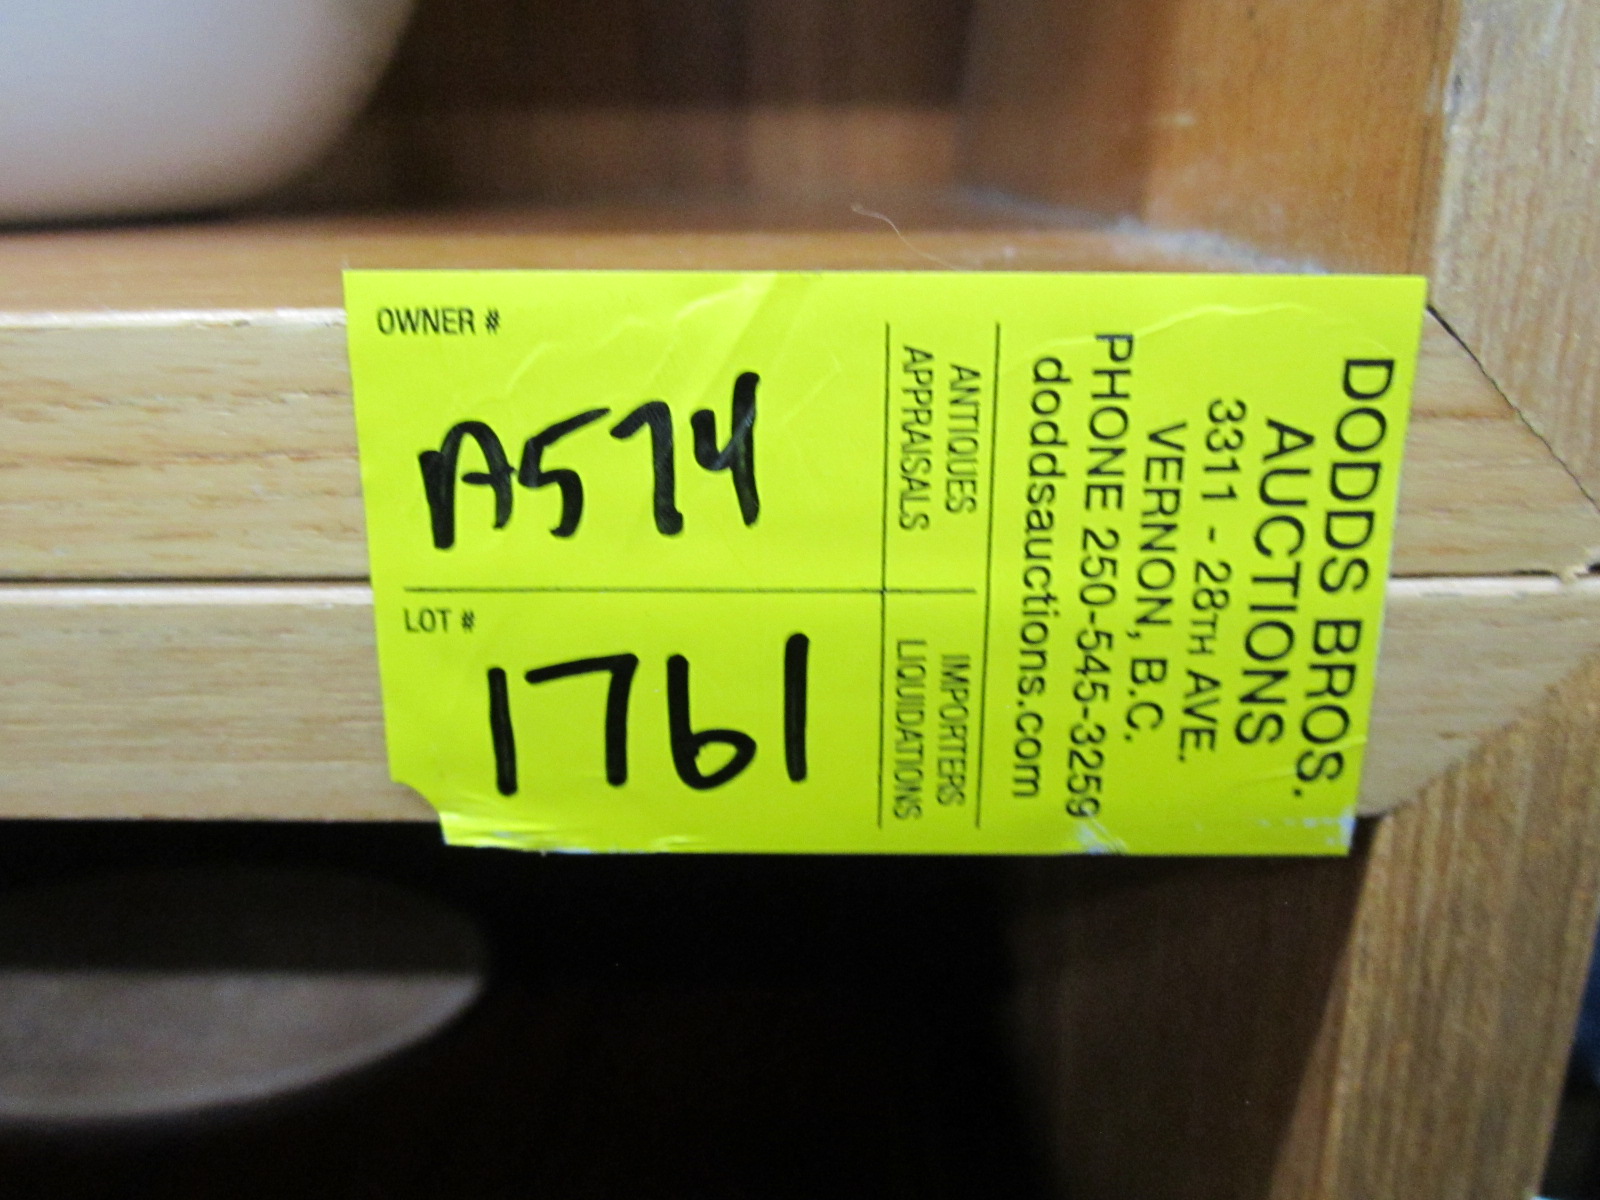 OWNER #
A574
LOT #
1761
ANTIQUES
APPRAISALS
IMPORTERS
LIQUIDATIONS
DODDS BROS.
AUCTIONS
3311 - 28TH AVE.
VERNON, B.C.
PHONE 250-545-3259
doddsauctions.com